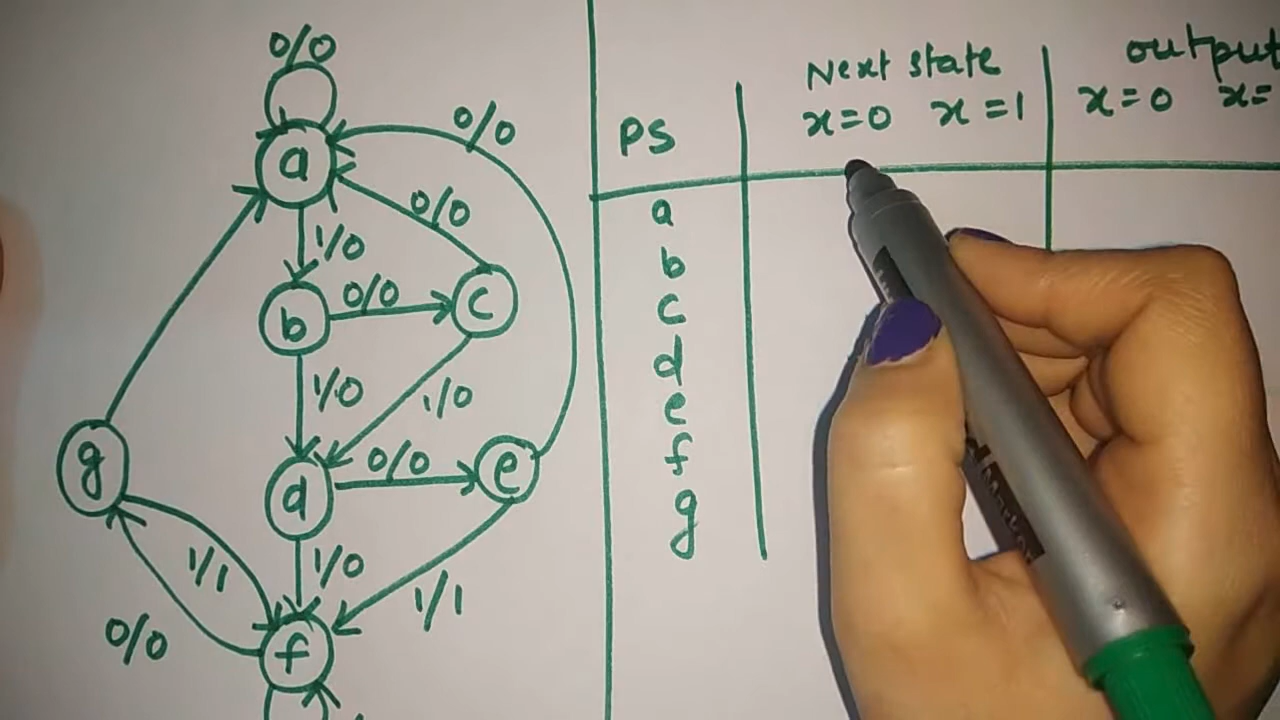 0/0
a
0/0
0/0
1/0
b
0/0
c
1/0
1/0
g
d
0/0
e
1/0
1/1
1/1
0/0
f
Next state
output
PS
x=0 x=1
x=0 x=
a
b
c
d
e
f
g